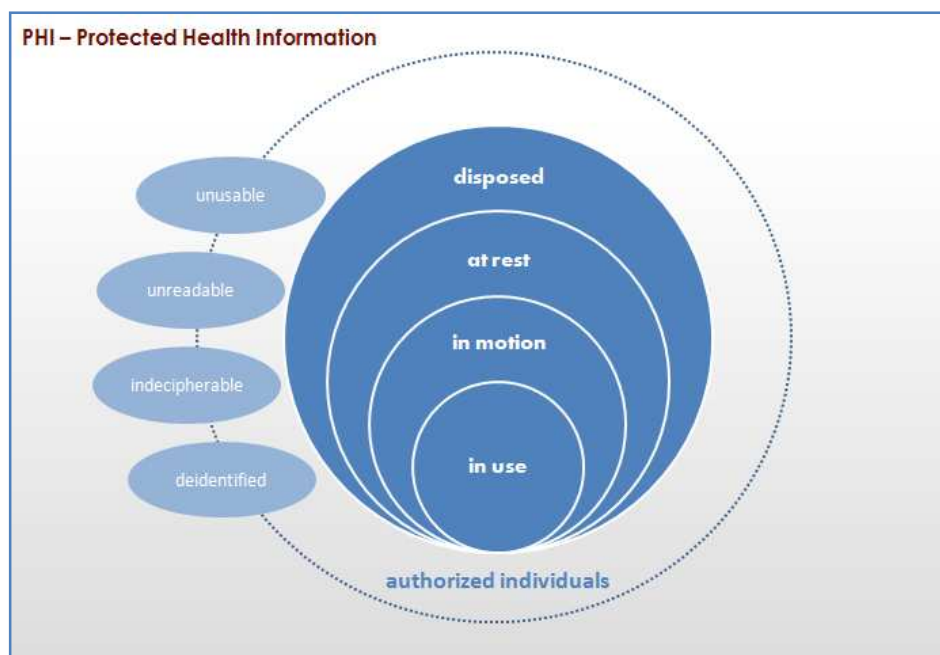 PHI – Protected Health Information
disposed
unusable
at rest
unreadable
in motion
indecipherable
in use
deidentified
authorized individuals